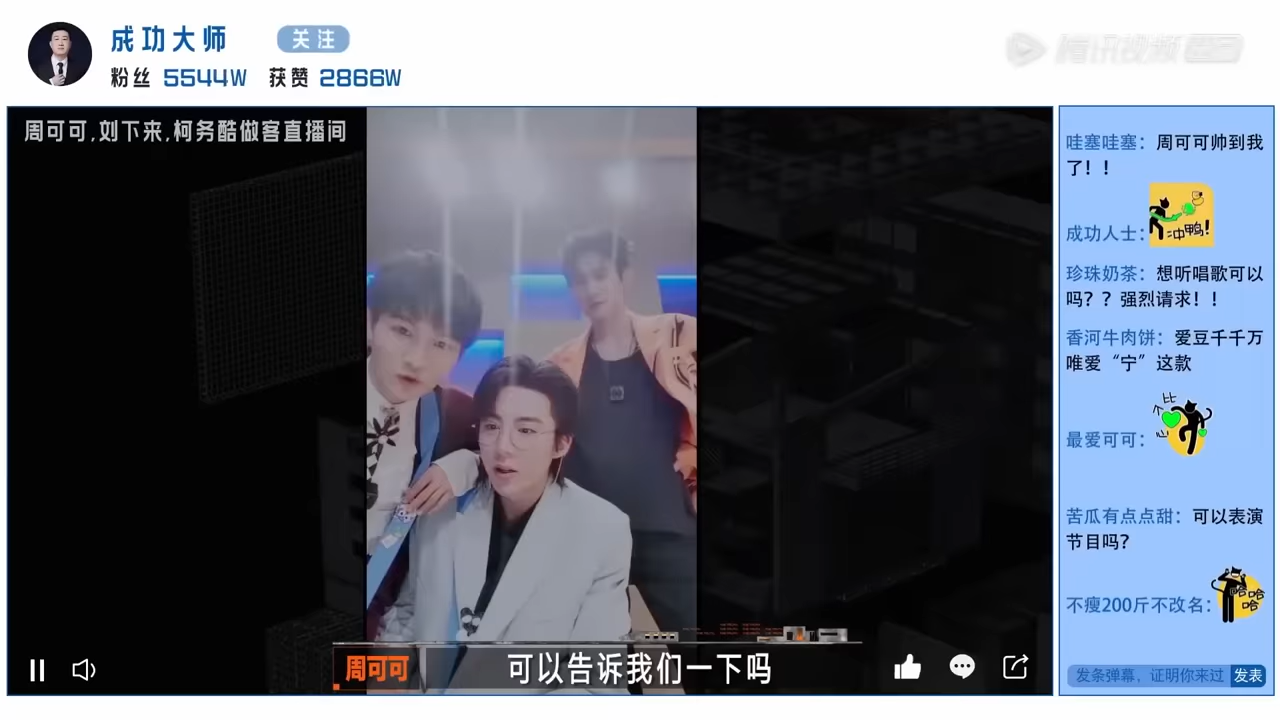 成功大师
关注
粉丝 5544W 获赞 2866W
腾讯视频
周可可,刘下来,柯务酷做客直播间
哇塞哇塞：周可可帅到我
了！！
成功人士：
冲鸭!
珍珠奶茶：想听唱歌可以
吗？？强烈请求！！
香河牛肉饼：爱豆千千万
唯爱“宁”这款
比
个
心
最爱可可：
苦瓜有点点甜：可以表演
节目吗?
哈哈
哈
不瘦200斤不改名：
周可可
可以告诉我们一下吗
发条弹幕，证明你来过
发表